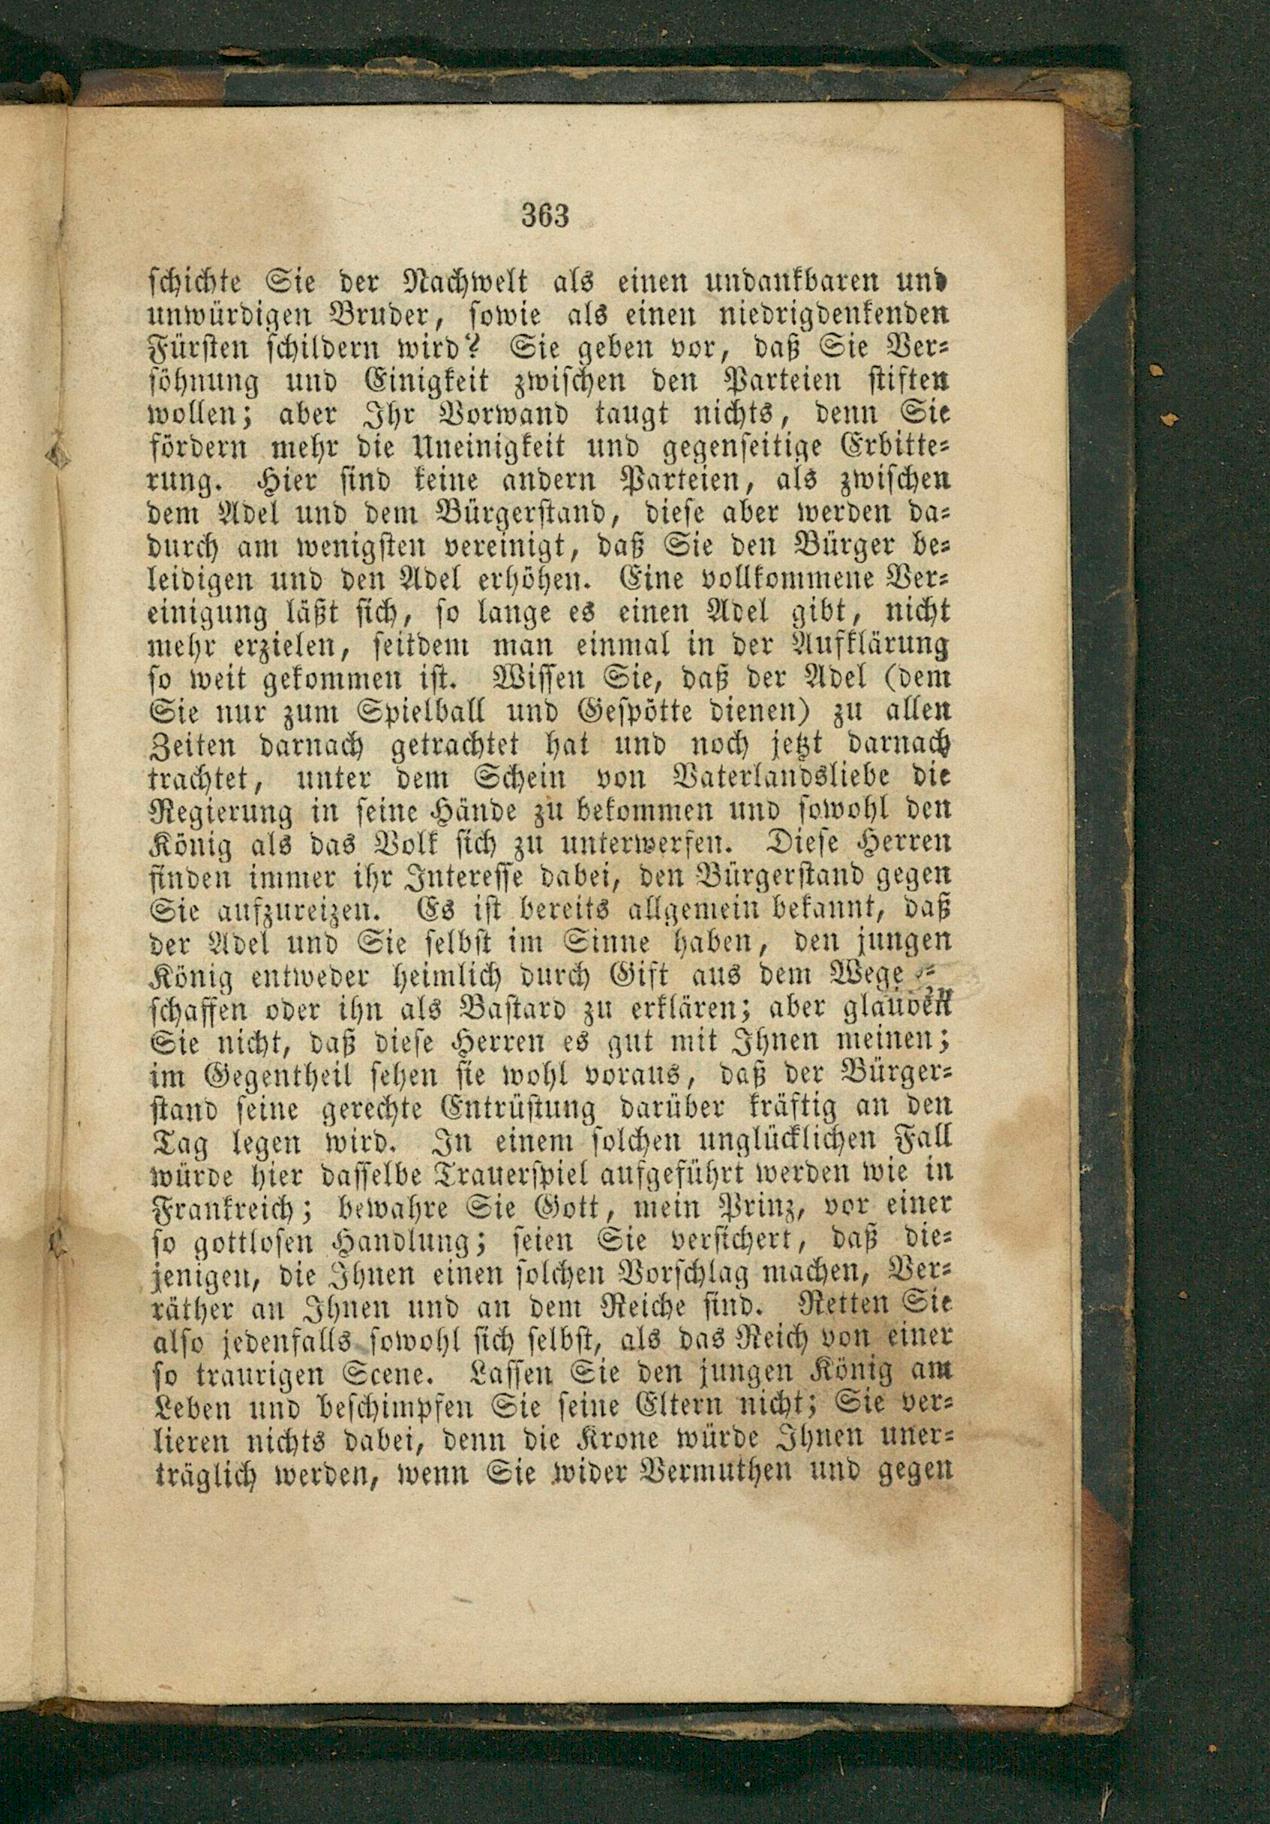 363
schichte Sie der Nachwelt als einen undankbaren und
unwürdigen Bruder, sowie als einen niedrigdenkenden
Fürsten schildern wird? Sie geben vor, daß Sie Ver-
söhnung und Einigkeit zwischen den Parteien stiften
wollen; aber Ihr Vorwand taugt nichts, denn Sie
fördern mehr die Uneinigkeit und gegenseitige Erbitte-
rung. Hier sind keine andern Parteien, als zwischen
dem Adel und dem Bürgerstand, diese aber werden da-
durch am wenigsten vereinigt, daß Sie den Bürger be-
leidigen und den Adel erhöhen. Eine vollkommene Ver-
einigung läßt sich, so lange es einen Adel gibt, nicht
mehr erzielen, seitdem man einmal in der Aufklärung
so weit gekommen ist. Wissen Sie, daß der Adel (dem
Sie nur zum Spielball und Gespötte dienen) zu allen
Zeiten darnach getrachtet hat und noch jetzt darnach
trachtet, unter dem Schein von Vaterlandsliebe die
Regierung in seine Hände zu bekommen und sowohl den
König als das Volk sich zu unterwerfen. Diese Herren
finden immer ihr Interesse dabei, den Bürgerstand gegen
Sie aufzureizen. Es ist bereits allgemein bekannt, daß
der Adel und Sie selbst im Sinne haben, den jungen
König entweder heimlich durch Gift aus dem Wege
schaffen oder ihn als Bastard zu erklären; aber glauben
Sie nicht, daß diese Herren es gut mit Ihnen meinen;
im Gegentheil sehen sie wohl voraus, daß der Bürger-
stand seine gerechte Entrüstung darüber kräftig an den
Tag legen wird. In einem solchen unglücklichen Fall
würde hier dasselbe Trauerspiel aufgeführt werden wie in
Frankreich; bewahre Sie Gott, mein Prinz, vor einer
so gottlosen Handlung; seien Sie versichert, daß die-
jenigen, die Ihnen einen solchen Vorschlag machen, Ver-
räther an Ihnen und an dem Reiche sind. Retten Sie
also jedenfalls sowohl sich selbst, als das Reich von einer
so traurigen Scene. Lassen Sie den jungen König am
Leben und beschimpfen Sie seine Eltern nicht; Sie ver-
lieren nichts dabei, denn die Krone würde Ihnen uner-
träglich werden, wenn Sie wider Vermuthen und gegen